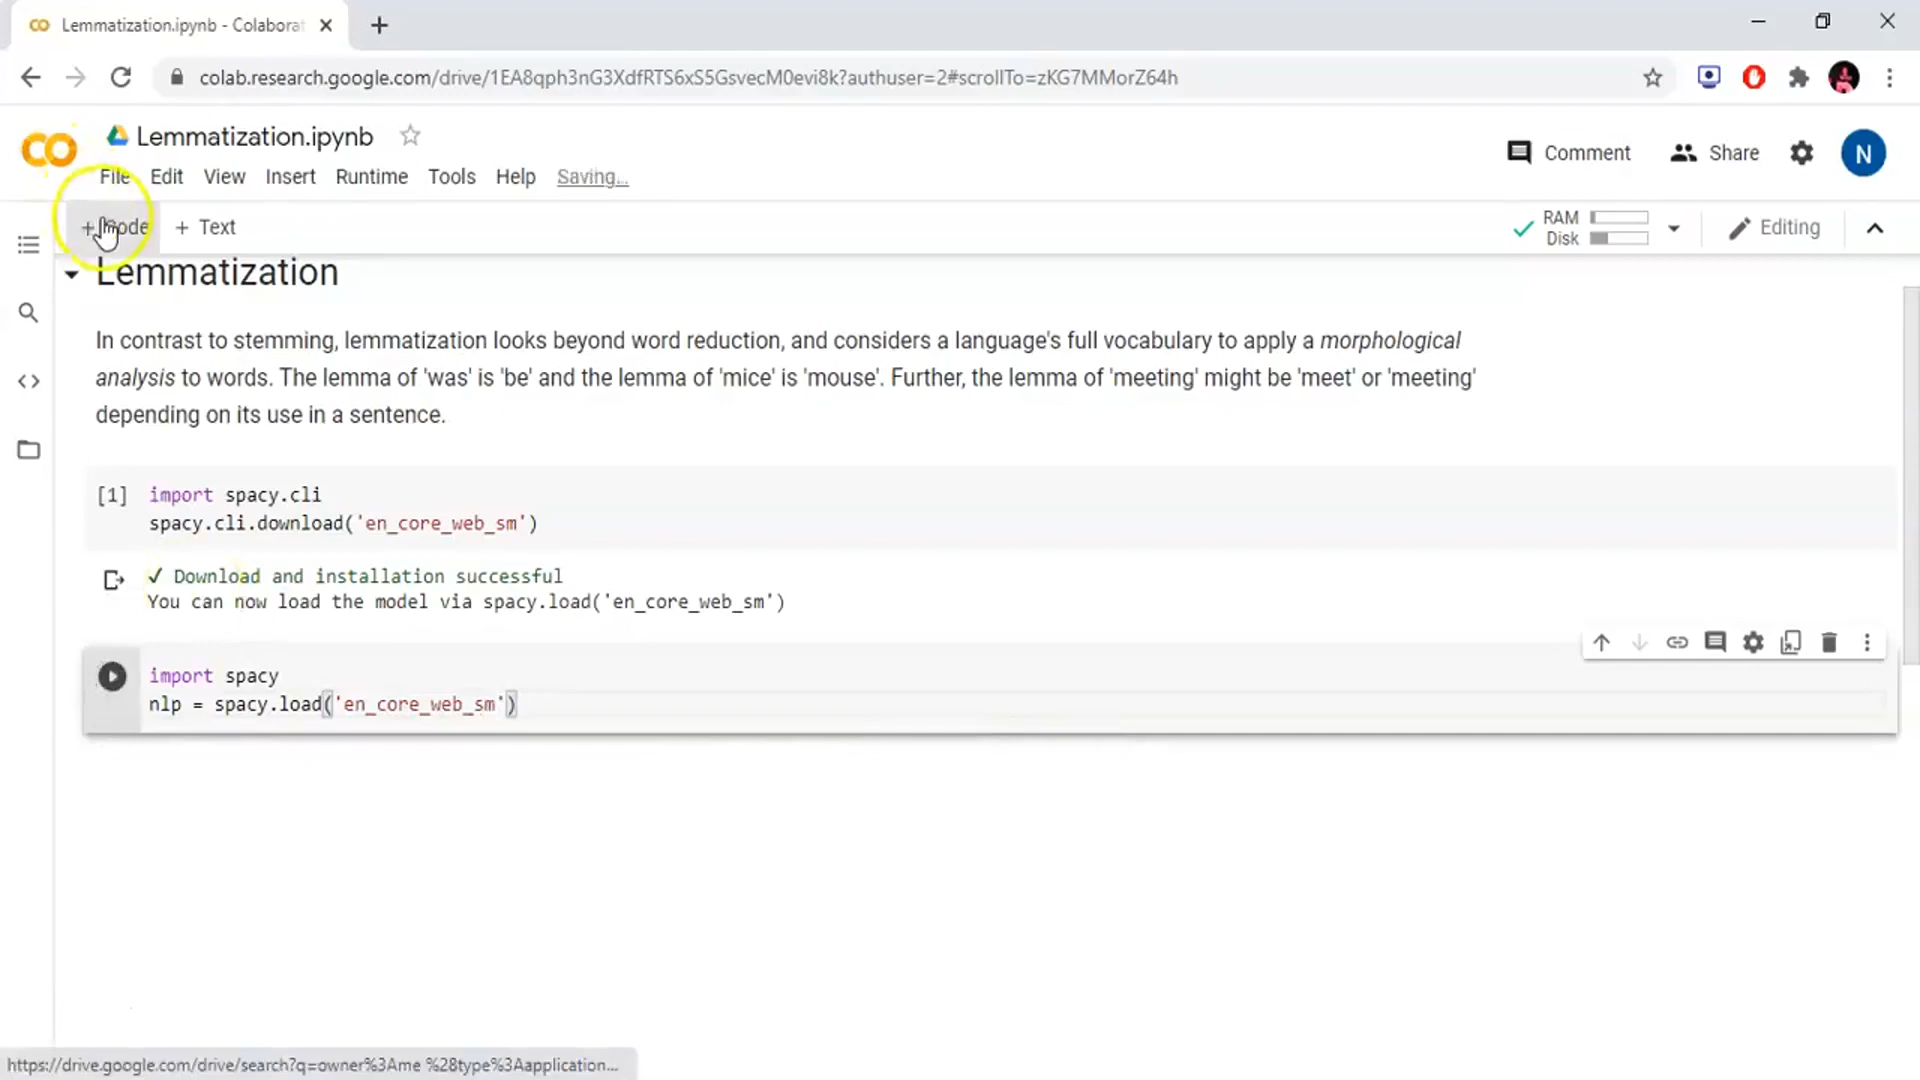 Lemmatization.ipynb - Colaborat
colab.research.google.com/drive/1EA8qph3nG3XdfRTS6xS5GsvecM0evi8k?authuser=2#scrollTo=zKG7MMorZ64h
Lemmatization.ipynb
Comment
Share
N
File Edit View Insert Runtime Tools Help Saving...
+ Code + Text
RAM
Disk
Editing
Lemmatization
In contrast to stemming, lemmatization looks beyond word reduction, and considers a language's full vocabulary to apply a morphological
analysis to words. The lemma of 'was' is 'be' and the lemma of 'mice' is 'mouse'. Further, the lemma of 'meeting' might be 'meet' or 'meeting'
depending on its use in a sentence.
[1] import spacy.cli
spacy.cli.download('en_core_web_sm')
✓ Download and installation successful
You can now load the model via spacy.load('en_core_web_sm')
import spacy
nlp = spacy.load('en_core_web_sm')
https://drive.google.com/drive/search?q=owner%3Ame %28type%3Aapplication...